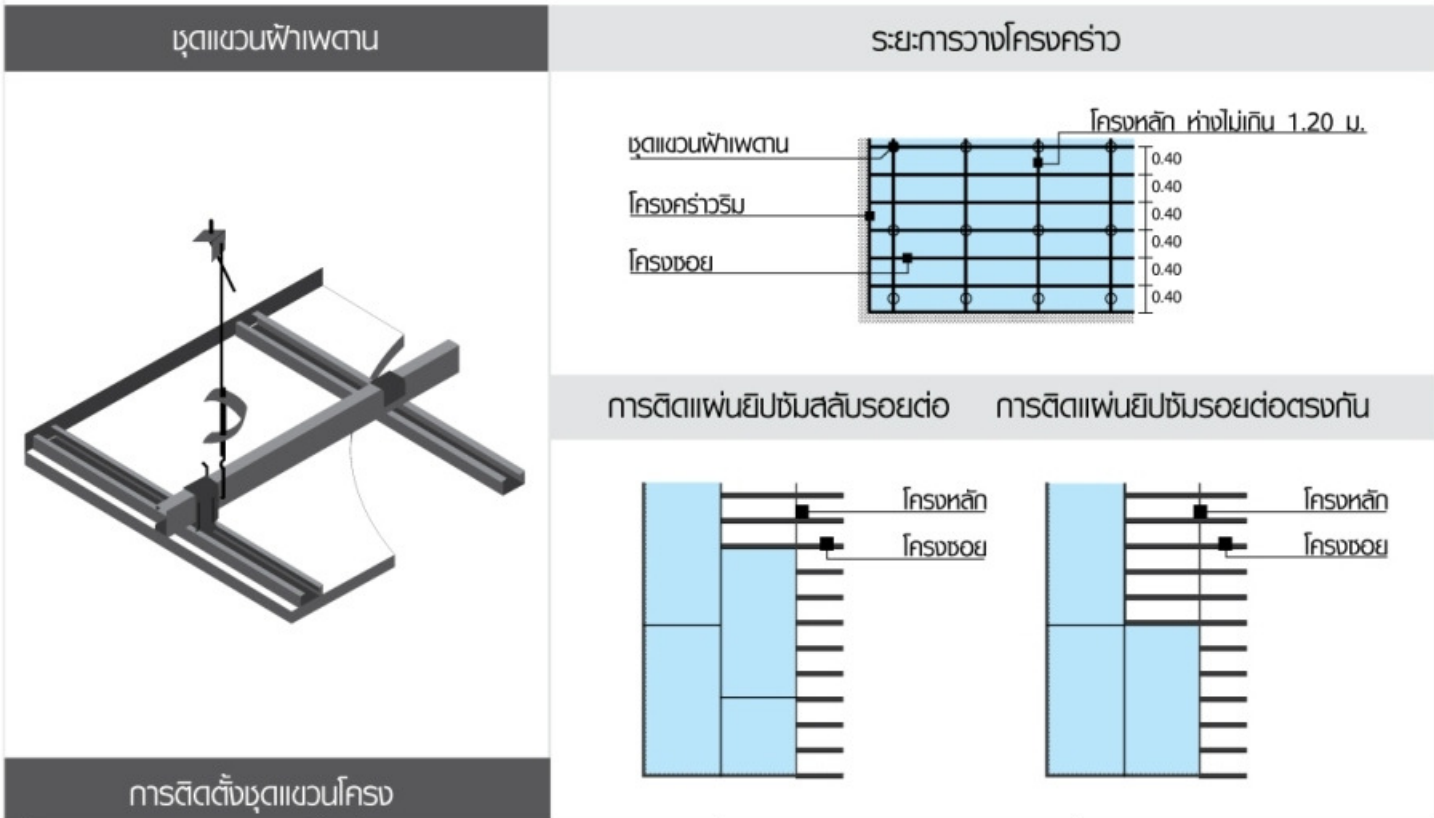 ชุดแขวนฝ้าเพดาน
ระยะการวางโครงคร่าว
โครงหลัก ห่างไม่เกิน 1.20 ม.
ชุดแขวนฝ้าเพดาน
โครงคร่าวริม
โครงซอย
0.40
0.40
0.40
0.40
0.40
0.40
การติดแผ่นยิปซัมสลับรอยต่อ
การติดแผ่นยิปซัมรอยต่อตรงกัน
โครงหลัก
โครงซอย
โครงหลัก
โครงซอย
การติดตั้งชุดแขวนโครง